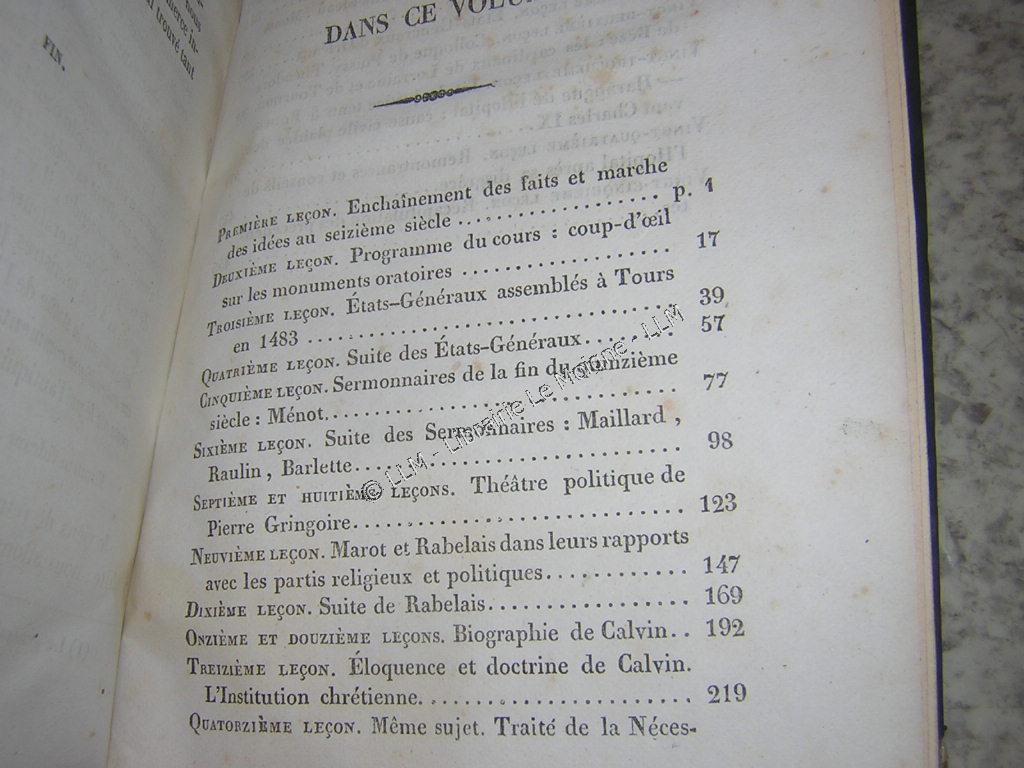 nous
merce in-
l trouvé tant
FIN.
DANS CE VOLU
PREMIÈRE LEÇON. Enchaînement des faits et marche
des idées au seizième siècle .................... p. 1
DEUXIÈME LEÇON. Programme du cours : coup-d'œil
sur les monuments oratoires .................... 17
TROISIÈME LEÇON. États-Généraux assemblés à Tours
en 1483 .............................. 39
QUATRIÈME LEÇON. Suite des États-Généraux......... 57
CINQUIÈME LEÇON. Sermonnaires de la fin du quinzième
siècle : Ménot.............................. 77
SIXIÈME LEÇON. Suite des Sermonnaires : Maillard,
Raulin, Barlette.............................. 98
SEPTIÈME ET HUITIÈME LEÇONS. Théâtre politique de
Pierre Gringoire.............................. 123
NEUVIÈME LEÇON. Marot et Rabelais dans leurs rapports
avec les partis religieux et politiques............ 147
DIXIÈME LEÇON. Suite de Rabelais.................. 169
ONZIÈME ET DOUZIÈME LEÇONS. Biographie de Calvin.. 192
TREIZIÈME LEÇON. Éloquence et doctrine de Calvin.
L'Institution chrétienne........................ 219
QUATORZIÈME LEÇON. Même sujet. Traité de la Néces-
© LLM - Librairie Le Moigne - LLM